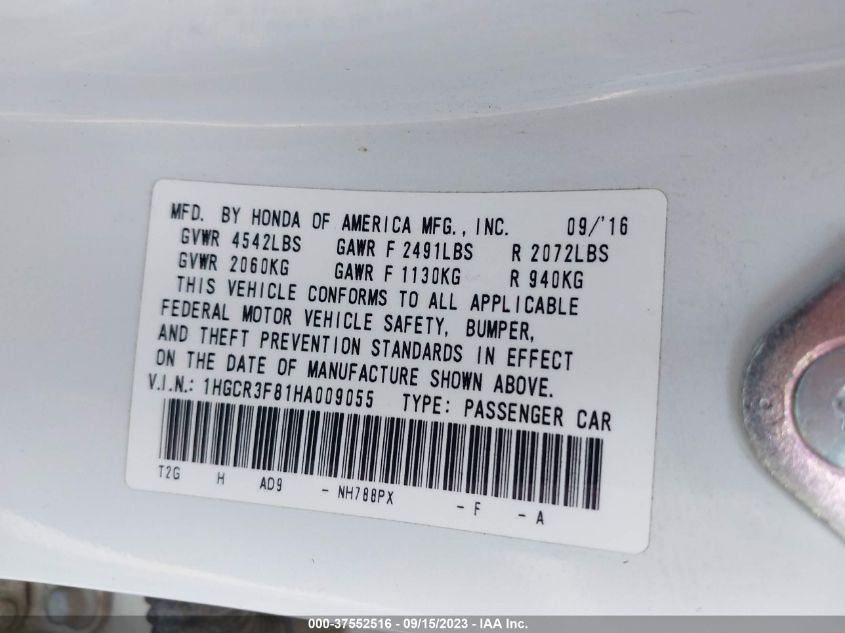 MFD. BY HONDA OF AMERICA MFG., INC. 09/'16
GVWR 4542LBS GAWR F 2491LBS R 2072LBS
GVWR 2060KG GAWR F 1130KG R 940KG
THIS VEHICLE CONFORMS TO ALL APPLICABLE
FEDERAL MOTOR VEHICLE SAFETY, BUMPER,
AND THEFT PREVENTION STANDARDS IN EFFECT
ON THE DATE OF MANUFACTURE SHOWN ABOVE.
V.I.N.: 1HGCR3F81HA009055 TYPE: PASSENGER CAR
T2G H AD9 - NH788PX - F - A
000-37552516 - 09/15/2023 - IAA Inc.